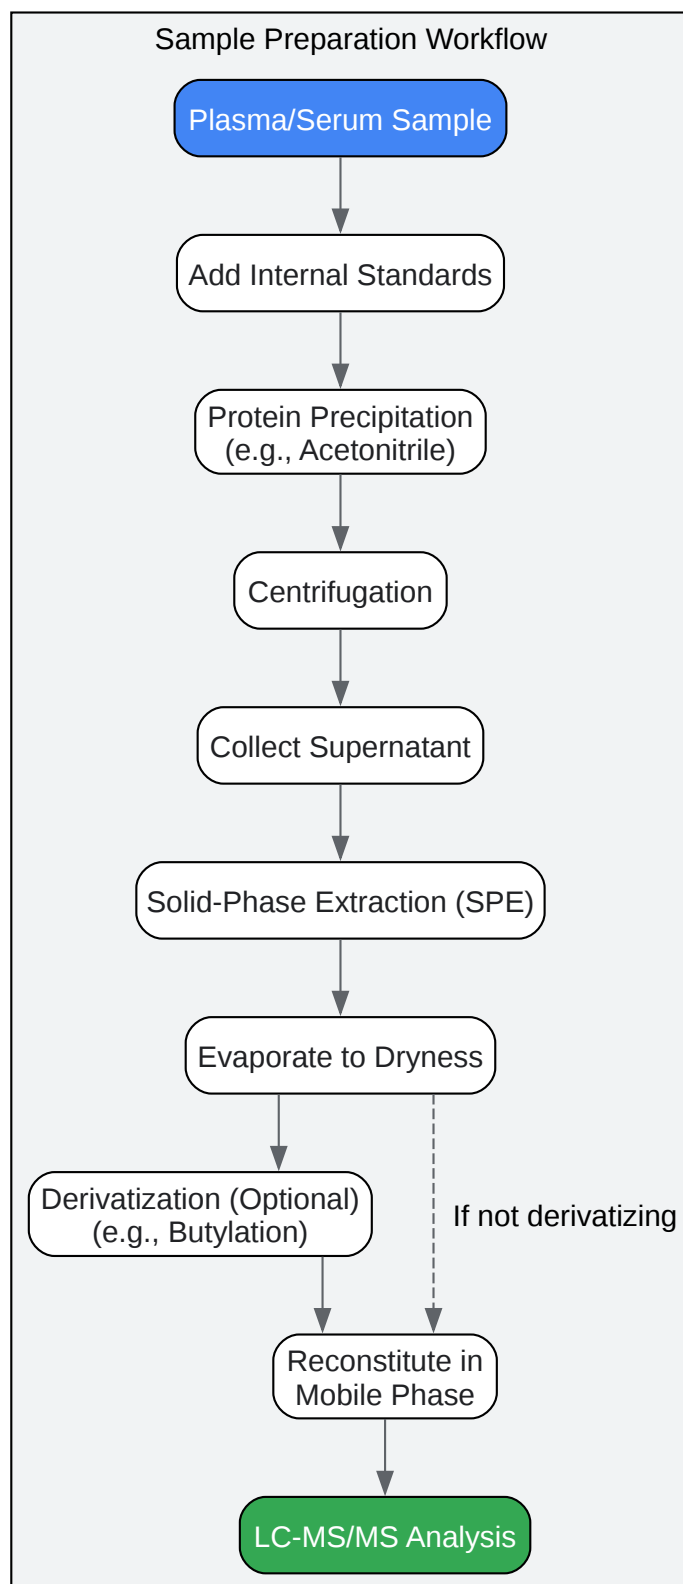 Sample Preparation Workflow
Plasma/Serum Sample
Add Internal Standards
Protein Precipitation
(e.g., Acetonitrile)
Centrifugation
Collect Supernatant
Solid-Phase Extraction (SPE)
Evaporate to Dryness
Derivatization (Optional)
(e.g., Butylation)
If not derivatizing
Reconstitute in
Mobile Phase
LC-MS/MS Analysis